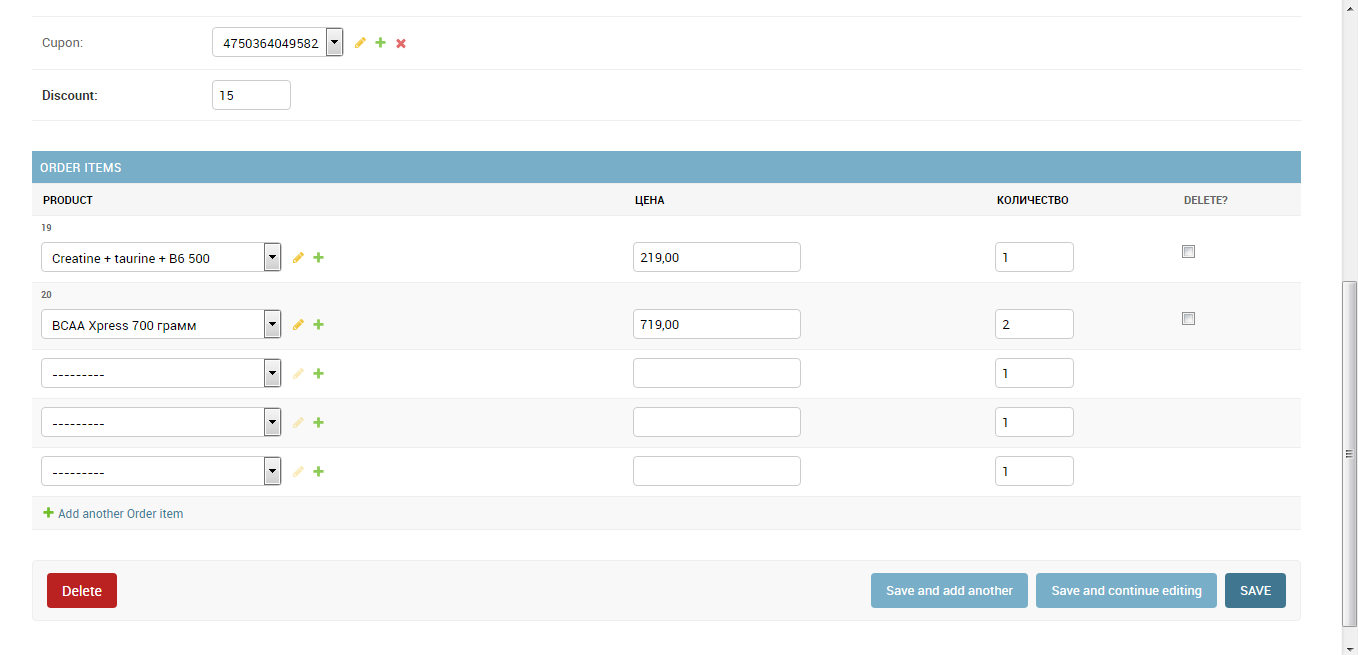 Cupon: 4750364049582
Discount: 15
ORDER ITEMS
PRODUCT ЦЕНА КОЛИЧЕСТВО DELETE?
19
Creatine + taurine + B6 500 219,00 1
20
BCAA Xpress 700 грамм 719,00 2
--------- 1
--------- 1
--------- 1
Add another Order item
Delete Save and add another Save and continue editing SAVE